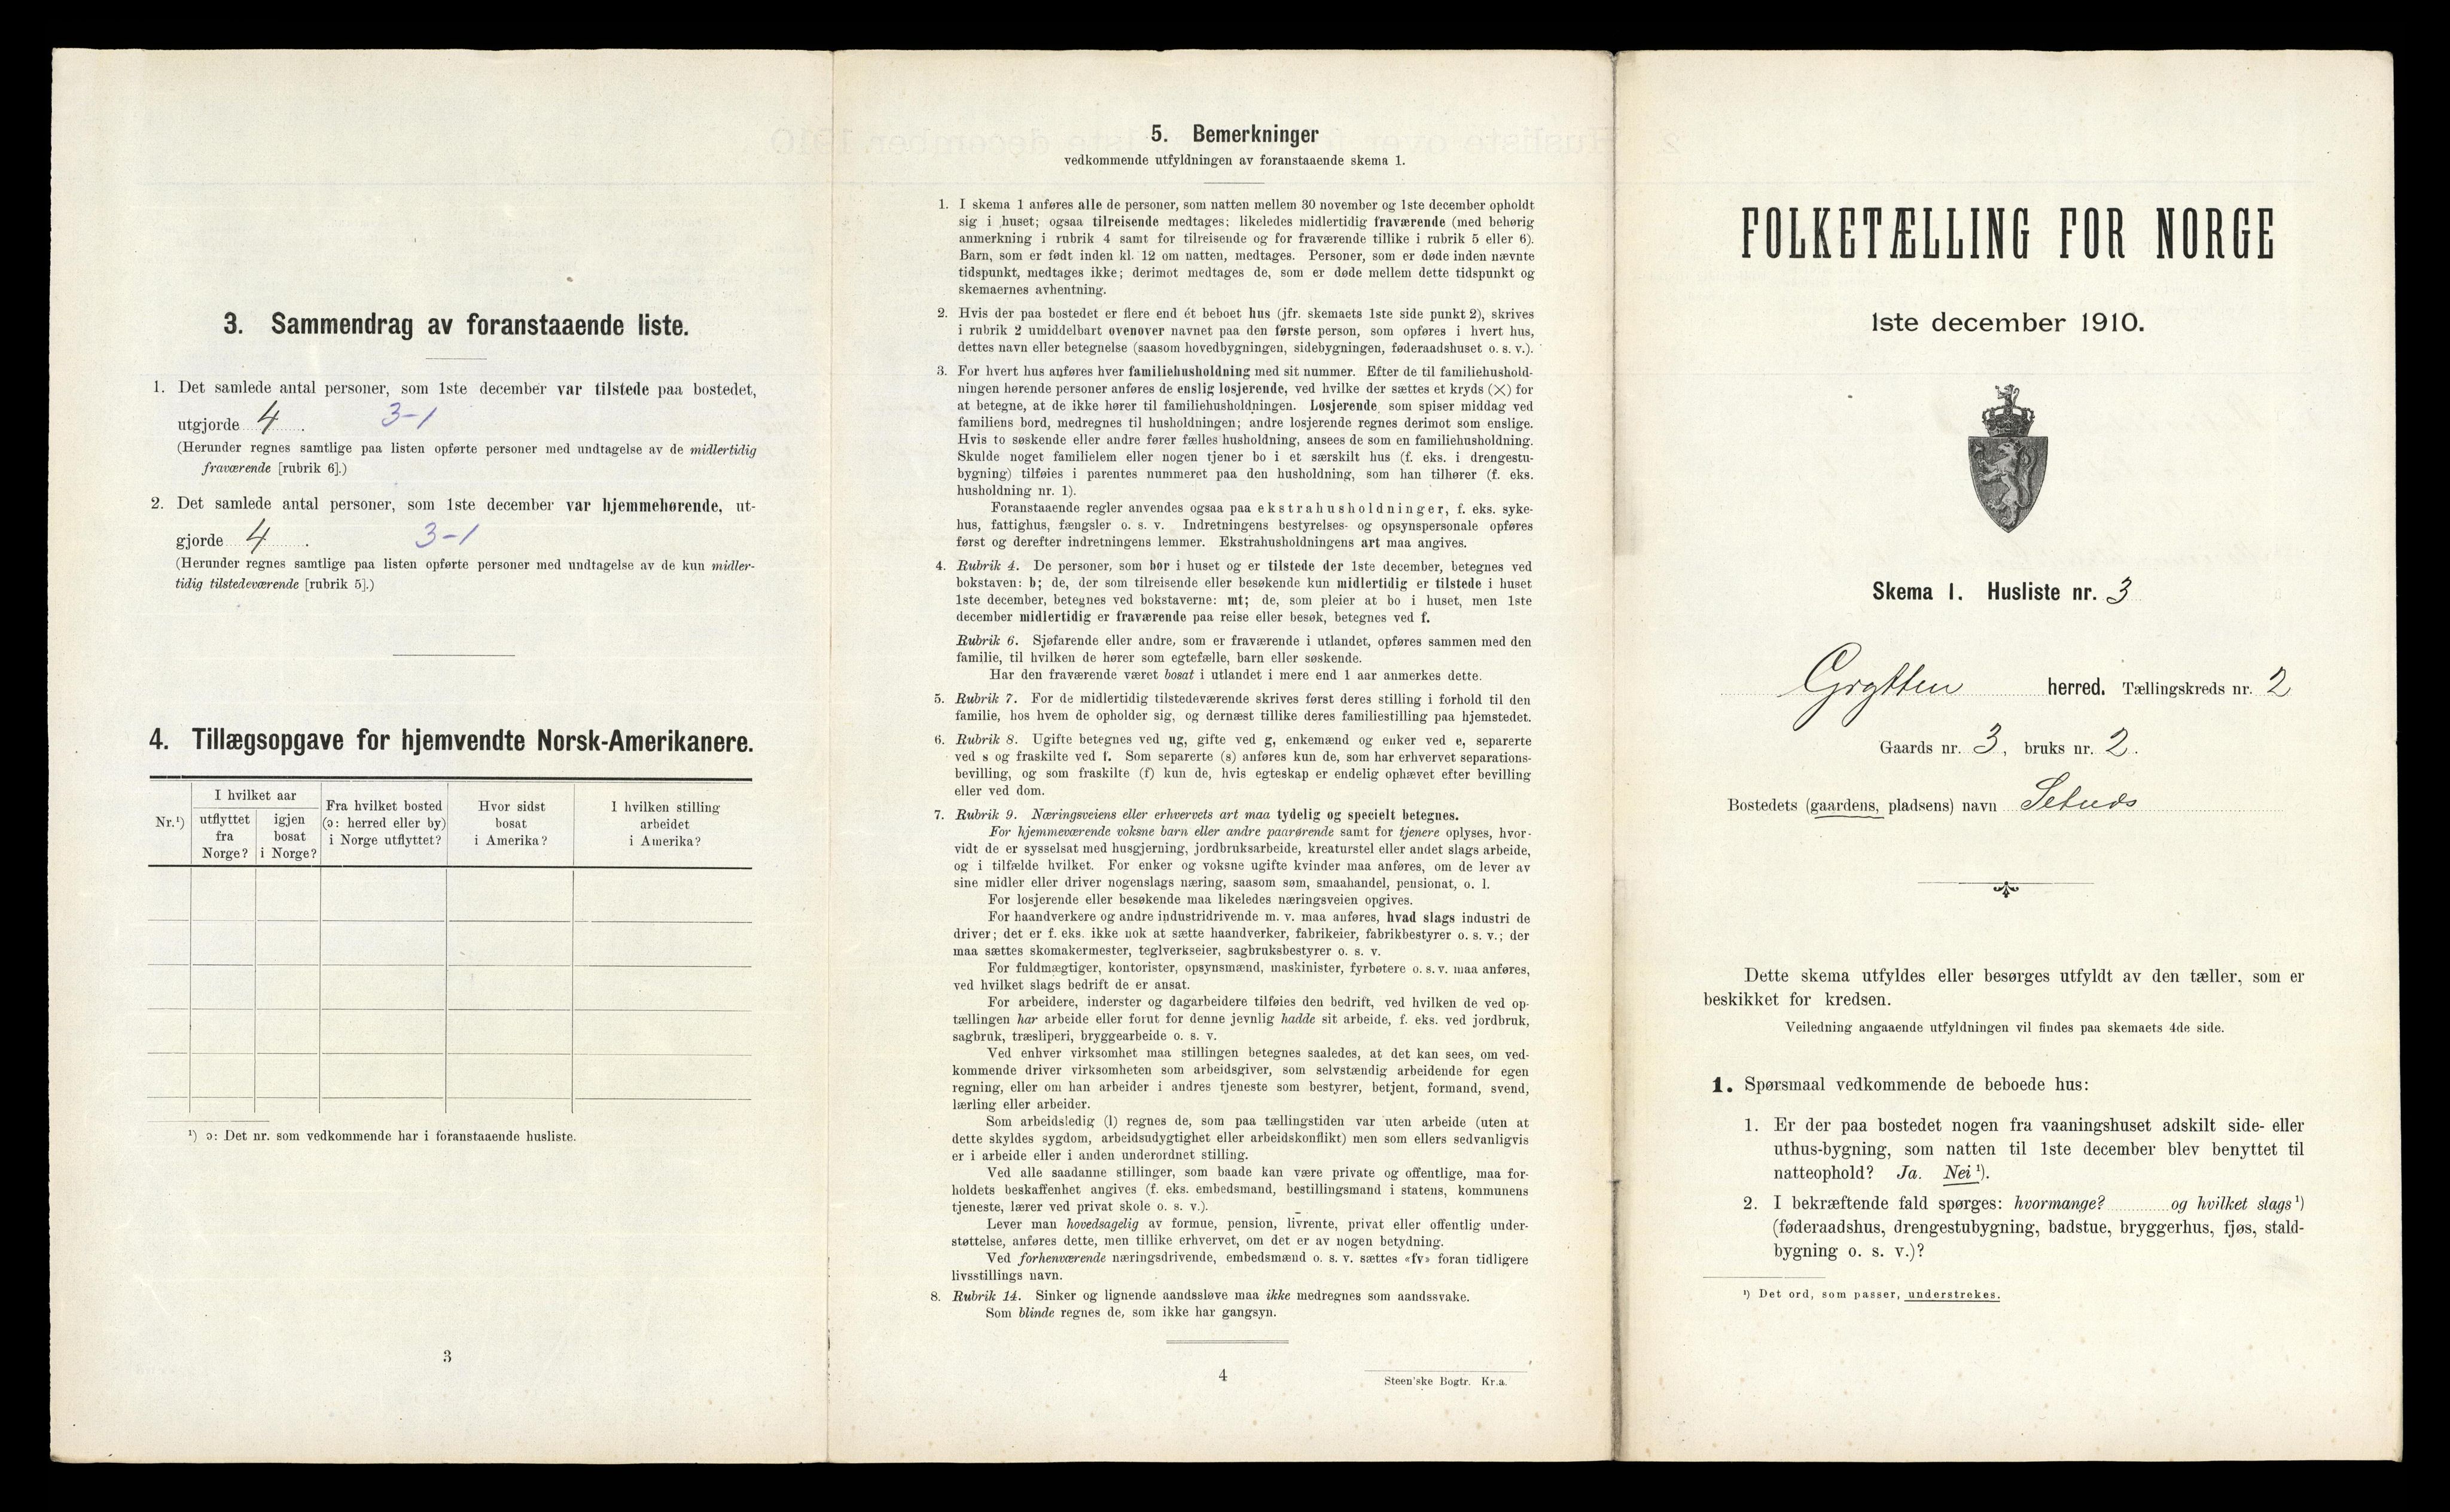 3. Sammendrag av foranstaaende liste.
1. Det samlede antal personer, som 1ste december var tilstede paa bostedet,
utgjorde 4 . 3-1
(Herunder regnes samtlige paa listen opførte personer med undtagelse av de midlertidig
fraværende [rubrik 6].)
2. Det samlede antal personer, som 1ste december var hjemmehørende, ut-
gjorde 4 . 3-1
(Herunder regnes samtlige paa listen opførte personer med undtagelse av de kun midler-
tidig tilstedeværende [rubrik 5].)
4. Tillægsopgave for hjemvendte Norsk-Amerikanere.
Nr.¹)
I hvilket aar
utflyttet
fra
Norge?
igjen
bosat
i Norge?
Fra hvilket bosted
(ɔ: herred eller by)
i Norge utflyttet?
Hvor sidst
bosat
i Amerika?
I hvilken stilling
arbeidet
i Amerika?
¹) ɔ: Det nr. som vedkommende har i foranstaaende husliste.
3
5. Bemerkninger
vedkommende utfyldningen av foranstaaende skema 1.
1. I skema 1 anføres alle de personer, som natten mellem 30 november og 1ste december opholdt
sig i huset; ogsaa tilreisende medtages; likeledes midlertidig fraværende (med behørig
anmerkning i rubrik 4 samt for tilreisende og for fraværende tillike i rubrik 5 eller 6).
Barn, som er født inden kl. 12 om natten, medtages. Personer, som er døde inden nævnte
tidspunkt, medtages ikke; derimot medtages de, som er døde mellem dette tidspunkt og
skemaernes avhentning.
2. Hvis der paa bostedet er flere end ét beboet hus (jfr. skemaets 1ste side punkt 2), skrives
i rubrik 2 umiddelbart ovenover navnet paa den første person, som opføres i hvert hus,
dettes navn eller betegnelse (saasom hovedbygningen, sidebygningen, føderaadshuset o. s. v.).
3. For hvert hus anføres hver familiehusholdning med sit nummer. Efter de til familiehushold-
ningen hørende personer anføres de enslig losjerende, ved hvilke der sættes et kryds (×) for
at betegne, at de ikke hører til familiehusholdningen. Losjerende som spiser middag ved
familiens bord, medregnes til husholdningen; andre losjerende regnes derimot som enslige.
Hvis to søskende eller andre fører fælles husholdning, ansees de som en familiehusholdning.
Skulde noget familielem eller nogen tjener bo i et særskilt hus (f. eks. i drengestu-
bygning) tilføies i parentes nummeret paa den husholdning, som han tilhører (f. eks.
husholdning nr. 1).
Foranstaaende regler anvendes ogsaa paa ekstrahusholdninger, f. eks. syke-
hus, fattighus, fængsler o. s. v. Indretningens bestyrelses- og opsynspersonale opføres
først og derefter indretningens lemmer. Ekstrahusholdningens art maa angives.
4. Rubrik 4. De personer, som bor i huset og er tilstede der 1ste december, betegnes ved
bokstaven: b; de, der som tilreisende eller besøkende kun midlertidig er tilstede i huset
1ste december, betegnes ved bokstaverne: mt; de, som pleier at bo i huset, men 1ste
december midlertidig er fraværende paa reise eller besøk, betegnes ved f.
Rubrik 6. Sjøfarende eller andre, som er fraværende i utlandet, opføres sammen med den
familie, til hvilken de hører som egtefælle, barn eller søskende.
Har den fraværende været bosat i utlandet i mere end 1 aar anmerkes dette.
5. Rubrik 7. For de midlertidig tilstedeværende skrives først deres stilling i forhold til den
familie, hos hvem de opholder sig, og dernæst tillike deres familiestilling paa hjemstedet.
6. Rubrik 8. Ugifte betegnes ved ug, gifte ved g, enkemænd og enker ved e, separerte
ved s og fraskilte ved f. Som separerte (s) anføres kun de, som har erhvervet separations-
bevilling, og som fraskilte (f) kun de, hvis egteskap er endelig ophævet efter bevilling
eller ved dom.
7. Rubrik 9. Næringsveiens eller erhvervets art maa tydelig og specielt betegnes.
For hjemmeværende voksne barn eller andre paarørende samt for tjenere oplyses, hvor-
vidt de er sysselsat med husgjerning, jordbruksarbeide, kreaturstel eller andet slags arbeide,
og i tilfælde hvilket. For enker og voksne ugifte kvinder maa anføres, om de lever av
sine midler eller driver nogenslags næring, saasom søm, smaahandel, pensionat, o. l.
For losjerende eller besøkende maa likeledes næringsveien opgives.
For haandverkere og andre industridrivende m. v. maa anføres, hvad slags industri de
driver; det er f. eks. ikke nok at sætte haandverker, fabrikeier, fabrikbestyrer o. s. v.; der
maa sættes skomakermester, teglverkseier, sagbruksbestyrer o. s. v.
For fuldmægtiger, kontorister, opsynsmænd, maskinister, fyrbøtere o. s. v. maa anføres,
ved hvilket slags bedrift de er ansat.
For arbeidere, inderster og dagarbeidere tilføies den bedrift, ved hvilken de ved op-
tællingen har arbeide eller forut for denne jevnlig hadde sit arbeide, f. eks. ved jordbruk,
sagbruk, træsliperi, bryggearbeide o. s. v.
Ved enhver virksomhet maa stillingen betegnes saaledes, at det kan sees, om ved-
kommende driver virksomheten som arbeidsgiver, som selvstændig arbeidende for egen
regning, eller om han arbeider i andres tjeneste som bestyrer, betjent, formand, svend,
lærling eller arbeider.
Som arbeidsledig (l) regnes de, som paa tællingstiden var uten arbeide (uten at
dette skyldes sygdom, arbeidsudygtighet eller arbeidskonflikt) men som ellers sedvanligvis
er i arbeide eller i anden underordnet stilling.
Ved alle saadanne stillinger, som baade kan være private og offentlige, maa for-
holdets beskaffenhet angives (f. eks. embedsmand, bestillingsmand i statens, kommunens
tjeneste, lærer ved privat skole o. s. v.).
Lever man hovedsagelig av formue, pension, livrente, privat eller offentlig under-
støttelse, anføres dette, men tillike erhvervet, om det er av nogen betydning.
Ved forhenværende næringsdrivende, embedsmænd o. s. v. sættes «fv» foran tidligere
livsstillings navn.
8. Rubrik 14. Sinker og lignende aandssløve maa ikke medregnes som aandssvake.
Som blinde regnes de, som ikke har gangsyn.
4
Steen'ske Bogtr. Kr.a.
FOLKETÆLLING FOR NORGE
1ste december 1910.
Skema 1. Husliste nr. 3
Grytten herred. Tællingskreds nr. 2
Gaards nr. 3, bruks nr. 2.
Bostedets (gaardens, pladsens) navn
Dette skema utfyldes eller besørges utfyldt av den tæller, som er
beskikket for kredsen.
Veiledning angaaende utfyldningen vil findes paa skemaets 4de side.
1. Spørsmaal vedkommende de beboede hus:
1. Er der paa bostedet nogen fra vaaningshuset adskilt side- eller
uthus-bygning, som natten til 1ste december blev benyttet til
natteophold? Ja. Nei ¹).
2. I bekræftende fald spørges: hvormange? og hvilket slags ¹)
(føderaadshus, drengestubygning, badstue, bryggerhus, fjøs, stald-
bygning o. s. v.)?
¹) Det ord, som passer, understrekes.